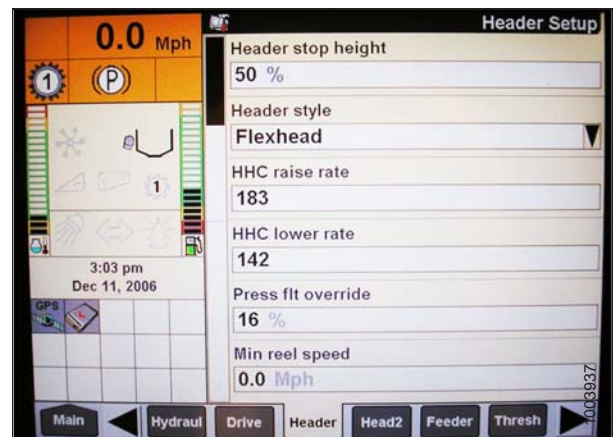 0.0 Mph
1
(P)
1
3:03 pm
Dec 11, 2006
GPS
Header Setup
Header stop height
50 %
Header style
Flexhead
HHC raise rate
183
HHC lower rate
142
Press flt override
16 %
Min reel speed
0.0 Mph
Main
Hydraul
Drive
Header
Head2
Feeder
Thresh
1003937